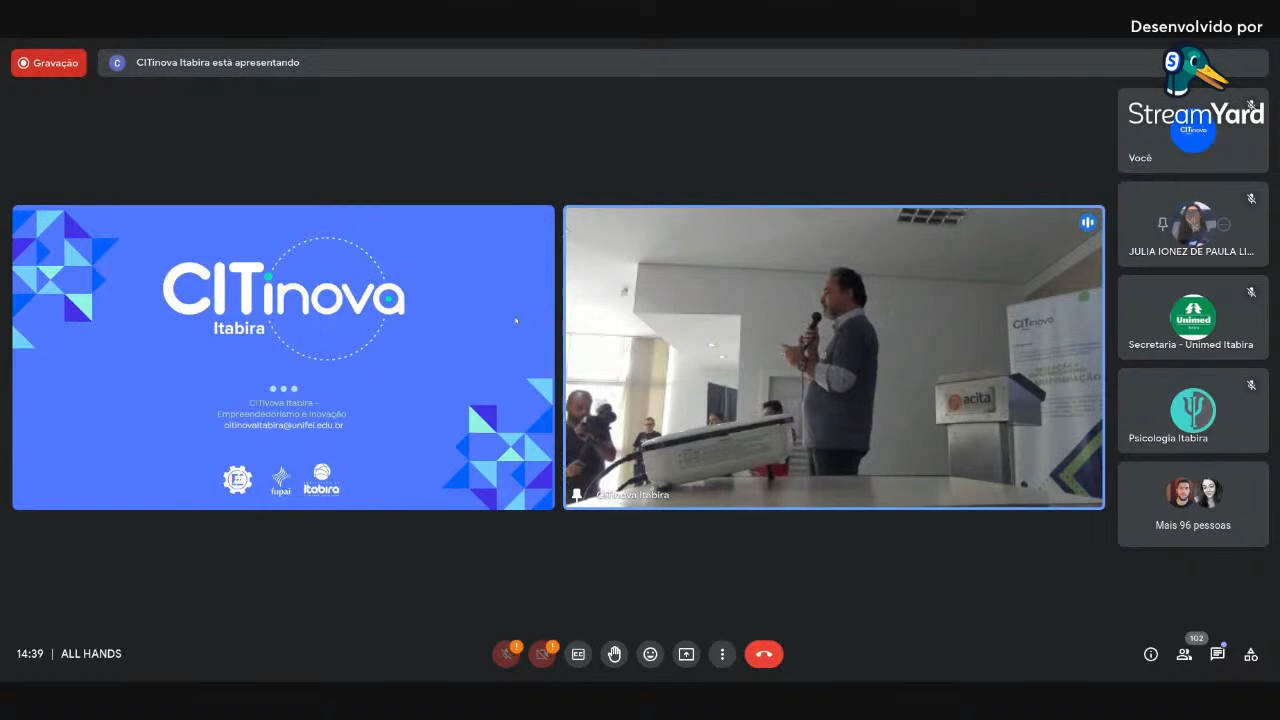 Desenvolvido por
Gravação
C
CITinova Itabira está apresentando
S
StreamYard
CITinova
Você
CITinova
Itabira
CITinova Itabira -
Empreendedorismo e Inovação
citinovaitabira@unifei.edu.br
fupai
Itabira
CITinova
acita
CITinova Itabira
JULIA IONEZ DE PAULA LI...
Unimed
Secretaria - Unimed Itabira
Psicologia Itabira
Mais 96 pessoas
14:39 | ALL HANDS
CC
102